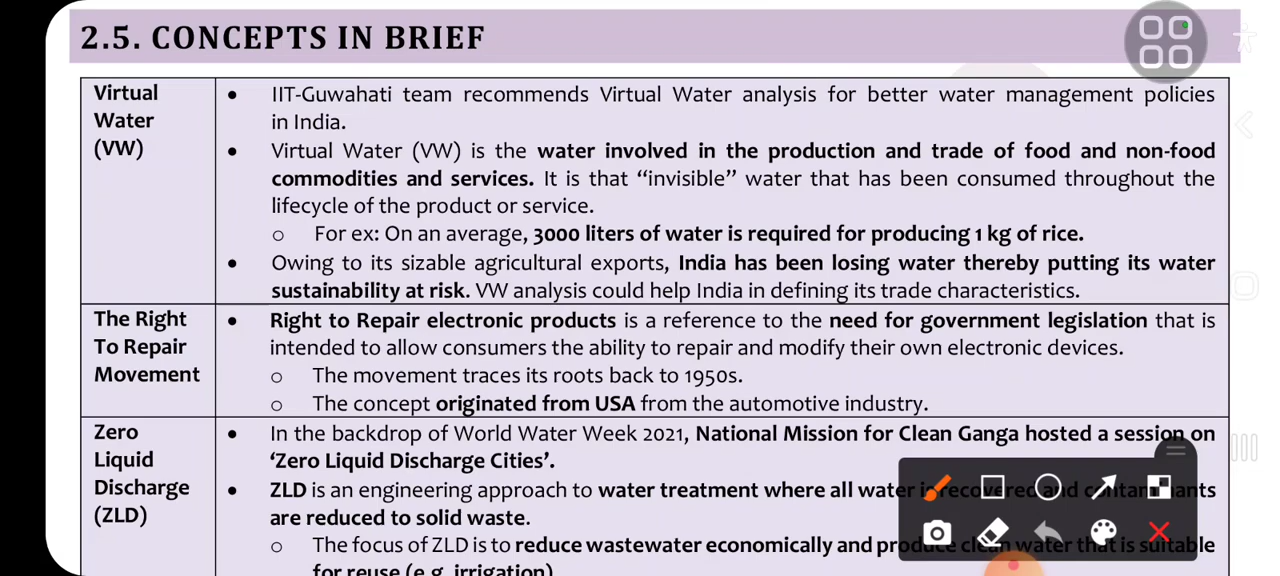 2.5. CONCEPTS IN BRIEF
Virtual
Water
(VW)
• IIT-Guwahati team recommends Virtual Water analysis for better water management policies
in India.
• Virtual Water (VW) is the water involved in the production and trade of food and non-food
commodities and services. It is that “invisible” water that has been consumed throughout the
lifecycle of the product or service.
o For ex: On an average, 3000 liters of water is required for producing 1 kg of rice.
• Owing to its sizable agricultural exports, India has been losing water thereby putting its water
sustainability at risk. VW analysis could help India in defining its trade characteristics.
The Right
To Repair
Movement
• Right to Repair electronic products is a reference to the need for government legislation that is
intended to allow consumers the ability to repair and modify their own electronic devices.
o The movement traces its roots back to 1950s.
o The concept originated from USA from the automotive industry.
Zero
Liquid
Discharge
(ZLD)
• In the backdrop of World Water Week 2021, National Mission for Clean Ganga hosted a session on
‘Zero Liquid Discharge Cities’.
• ZLD is an engineering approach to water treatment where all water is recovered and contaminants
are reduced to solid waste.
o The focus of ZLD is to reduce wastewater economically and produce clean water that is suitable
for reuse (e.g. irrigation)